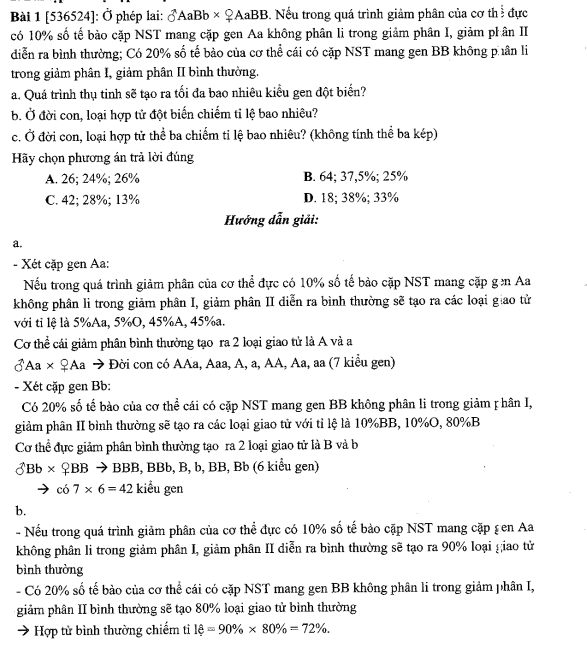 Bài 1 [536524]: Ở phép lai: ♂AaBb × ♀AaBB. Nếu trong quá trình giảm phân của cơ thể đực
có 10% số tế bào cặp NST mang cặp gen Aa không phân li trong giảm phân I, giảm phân II
diễn ra bình thường; Có 20% số tế bào của cơ thể cái có cặp NST mang gen BB không phân li
trong giảm phân I, giảm phân II bình thường.
a. Quá trình thụ tinh sẽ tạo ra tối đa bao nhiêu kiểu gen đột biến?
b. Ở đời con, loại hợp tử đột biến chiếm tỉ lệ bao nhiêu?
c. Ở đời con, loại hợp tử thể ba chiếm tỉ lệ bao nhiêu? (không tính thể ba kép)
Hãy chọn phương án trả lời đúng
A. 26; 24%; 26% B. 64; 37,5%; 25%
C. 42; 28%; 13% D. 18; 38%; 33%
Hướng dẫn giải:
a.
- Xét cặp gen Aa:
Nếu trong quá trình giảm phân của cơ thể đực có 10% số tế bào cặp NST mang cặp gen Aa
không phân li trong giảm phân I, giảm phân II diễn ra bình thường sẽ tạo ra các loại giao tử
với tỉ lệ là 5%Aa, 5%O, 45%A, 45%a.
Cơ thể cái giảm phân bình thường tạo ra 2 loại giao tử là A và a
♂Aa × ♀Aa → Đời con có AAa, Aaa, A, a, AA, Aa, aa (7 kiểu gen)
- Xét cặp gen Bb:
Có 20% số tế bào của cơ thể cái có cặp NST mang gen BB không phân li trong giảm phân I,
giảm phân II bình thường sẽ tạo ra các loại giao tử với tỉ lệ là 10%BB, 10%O, 80%B
Cơ thể đực giảm phân bình thường tạo ra 2 loại giao tử là B và b
♂Bb × ♀BB → BBB, BBb, B, b, BB, Bb (6 kiểu gen)
→ có 7 × 6 = 42 kiểu gen
b.
- Nếu trong quá trình giảm phân của cơ thể đực có 10% số tế bào cặp NST mang cặp gen Aa
không phân li trong giảm phân I, giảm phân II diễn ra bình thường sẽ tạo ra 90% loại giao tử
bình thường
- Có 20% số tế bào của cơ thể cái có cặp NST mang gen BB không phân li trong giảm phân I,
giảm phân II bình thường sẽ tạo 80% loại giao tử bình thường
→ Hợp tử bình thường chiếm tỉ lệ = 90% × 80% = 72%.